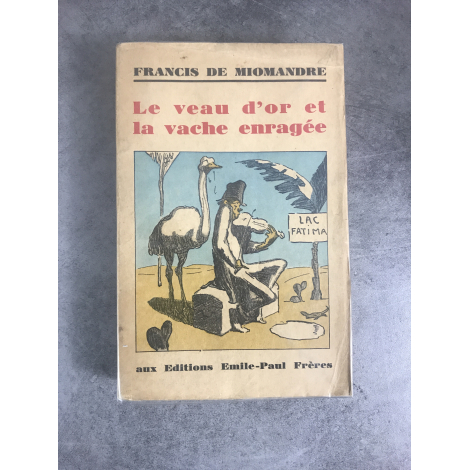 FRANCIS DE MIOMANDRE
Le veau d'or et
la vache enragée
LAC
FATIMA
aux Editions Emile-Paul Frères